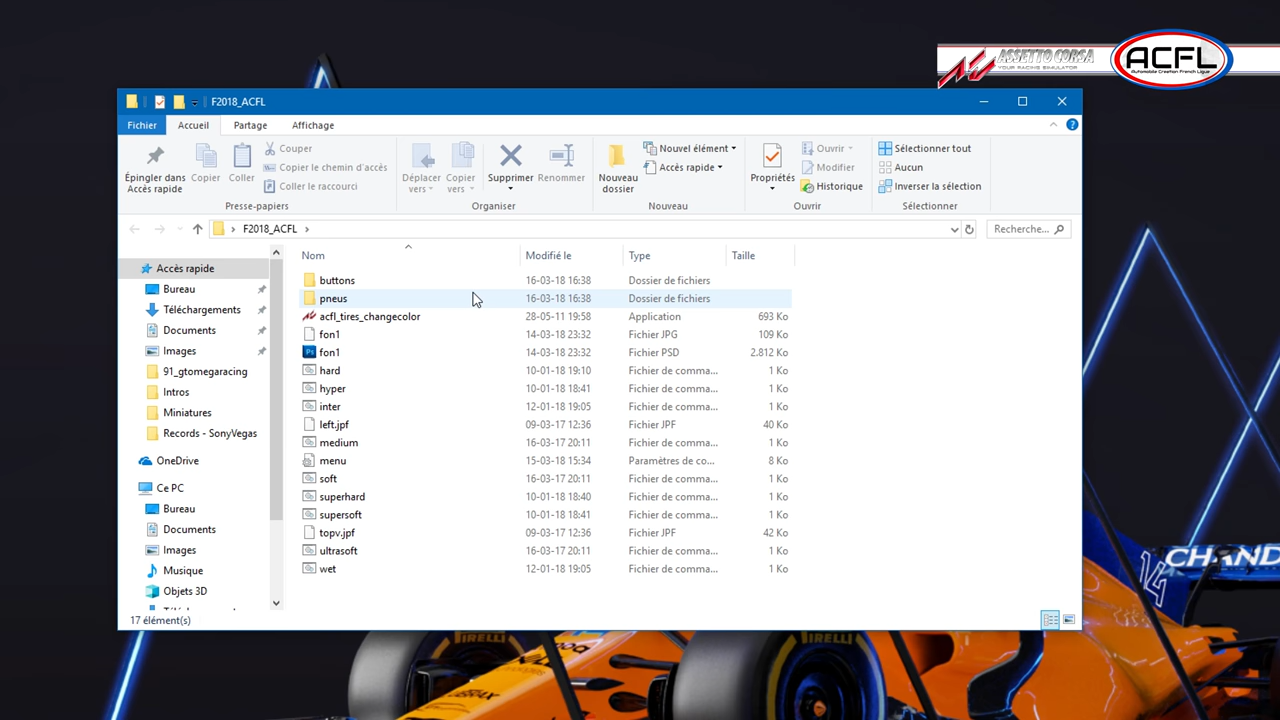 ASSETTO CORSA
YOUR RACING SIMULATOR
ACFL
Automobile Creation French Ligue
F2018_ACFL
Fichier Accueil Partage Affichage
Épingler dans Accès rapide
Copier
Coller
Couper
Copier le chemin d'accès
Coller le raccourci
Presse-papiers
Déplacer vers
Copier vers
Supprimer
Renommer
Organiser
Nouveau dossier
Nouvel élément
Accès rapide
Nouveau
Propriétés
Ouvrir
Modifier
Historique
Ouvrir
Sélectionner tout
Aucun
Inverser la sélection
Sélectionner
F2018_ACFL
Recherche...
Accès rapide
Bureau
Téléchargements
Documents
Images
91_gtomegaracing
Intros
Miniatures
Records - SonyVegas
OneDrive
Ce PC
Bureau
Documents
Images
Musique
Objets 3D
Téléchargements
Nom Modifié le Type Taille
buttons 16-03-18 16:38 Dossier de fichiers
pneus 16-03-18 16:38 Dossier de fichiers
acfl_tires_changecolor 28-05-11 19:58 Application 693 Ko
fon1 14-03-18 23:32 Fichier JPG 109 Ko
Ps fon1 14-03-18 23:32 Fichier PSD 2.812 Ko
hard 10-01-18 19:10 Fichier de comma... 1 Ko
hyper 10-01-18 18:41 Fichier de comma... 1 Ko
inter 12-01-18 19:05 Fichier de comma... 1 Ko
left.jpf 09-03-17 12:36 Fichier JPF 40 Ko
medium 16-03-17 20:11 Fichier de comma... 1 Ko
menu 15-03-18 15:34 Paramètres de co... 8 Ko
soft 16-03-17 20:11 Fichier de comma... 1 Ko
superhard 10-01-18 18:40 Fichier de comma... 1 Ko
supersoft 10-01-18 18:41 Fichier de comma... 1 Ko
topv.jpf 09-03-17 12:36 Fichier JPF 42 Ko
ultrasoft 16-03-17 20:11 Fichier de comma... 1 Ko
wet 12-01-18 19:05 Fichier de comma... 1 Ko
17 élément(s)
14
CHAND
PIRELLI
PIRELLI